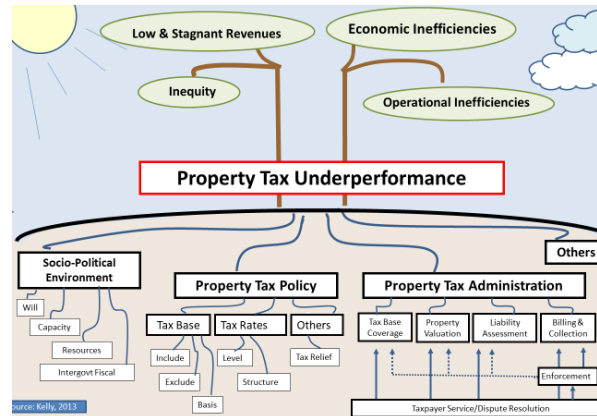 Low & Stagnant Revenues
Economic Inefficiencies
Inequity
Operational Inefficiencies
Property Tax Underperformance
Others
Socio-Political
Environment
Will
Capacity
Resources
Intergovt Fiscal
Property Tax Policy
Tax Base
Tax Rates
Others
Include
Exclude
Basis
Level
Structure
Tax Relief
Property Tax Administration
Tax Base
Coverage
Property
Valuation
Liability
Assessment
Billing &
Collection
Enforcement
Taxpayer Service/Dispute Resolution
ource: Kelly, 2013